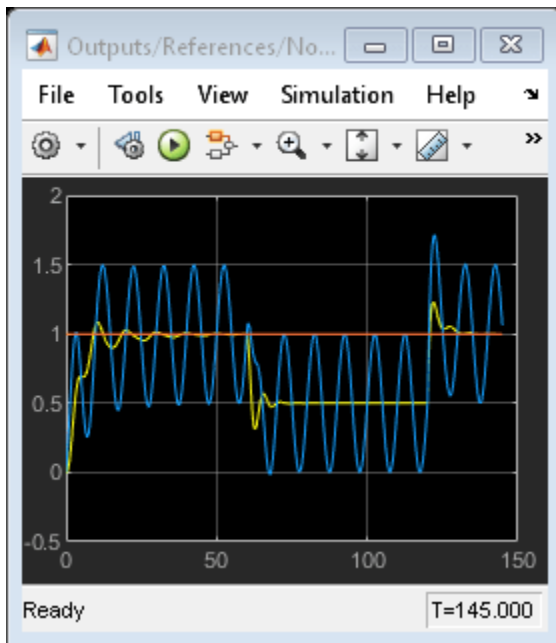 Outputs/References/No...
File Tools View Simulation Help
2
1.5
1
0.5
0
-0.5
0 50 100 150
Ready T=145.000